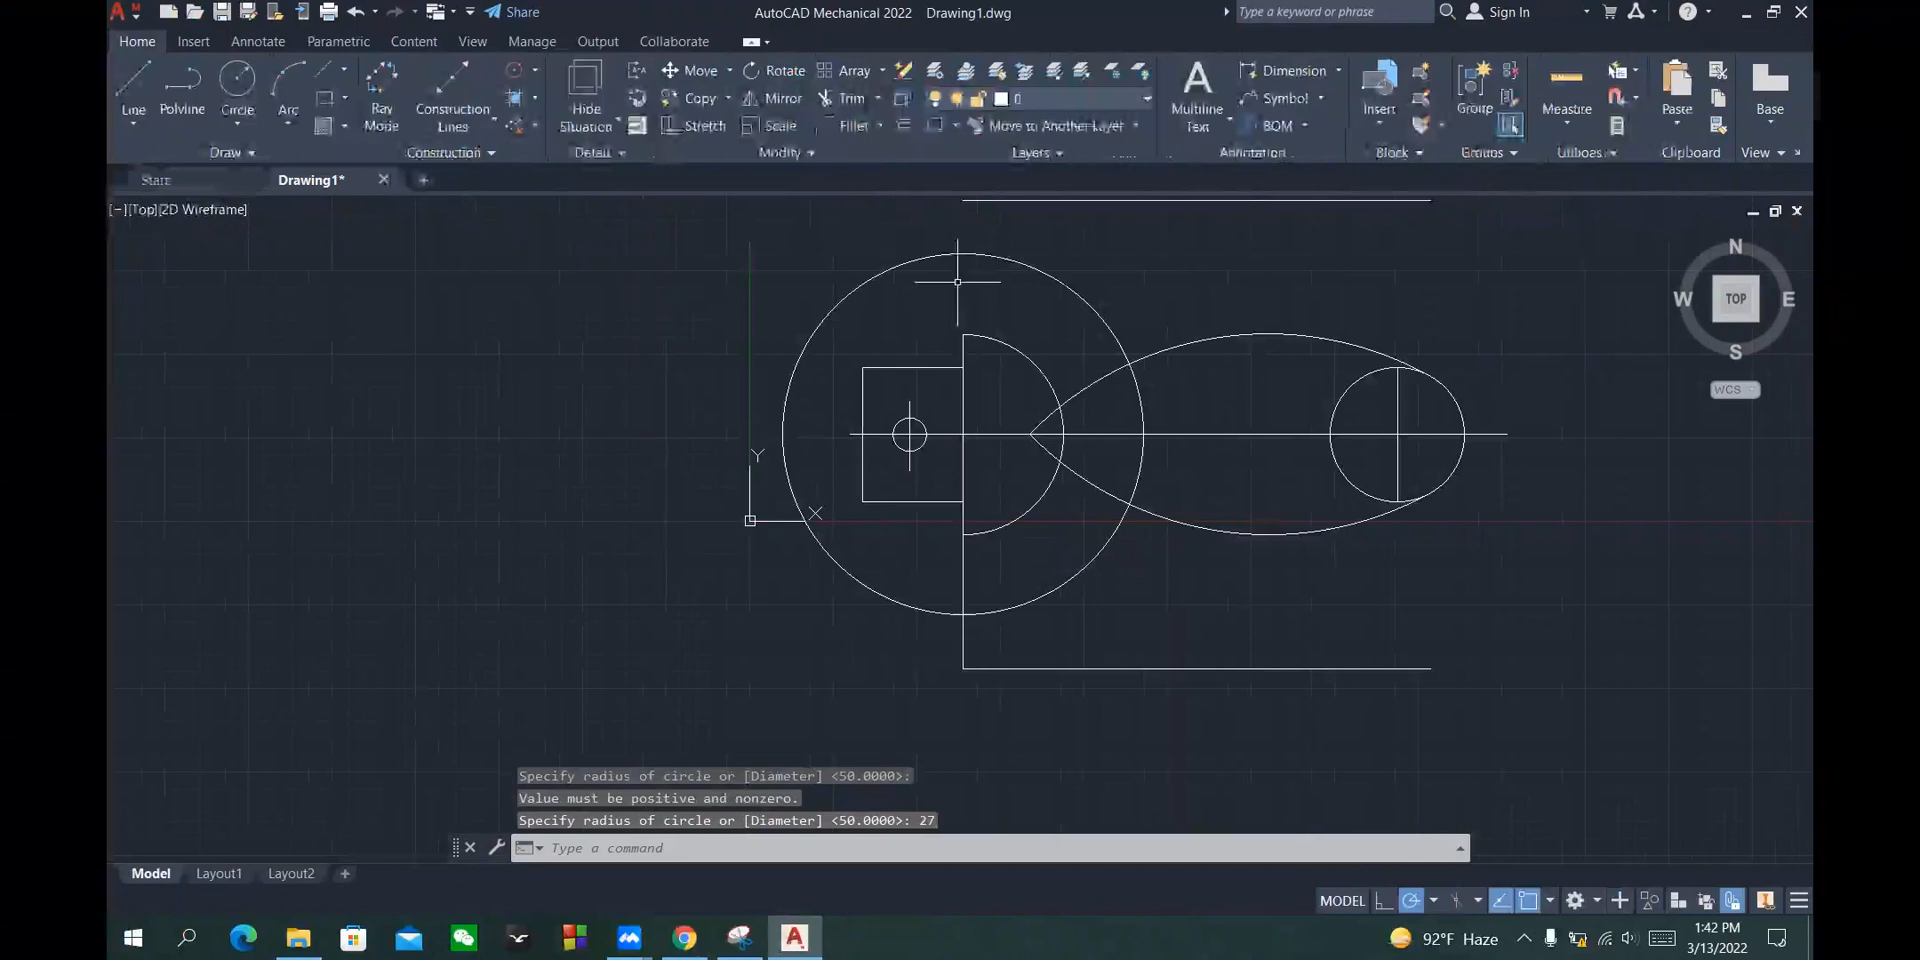 AutoCAD Mechanical 2022 Drawing1.dwg
Share
Type a keyword or phrase
Sign In
Home Insert Annotate Parametric Content View Manage Output Collaborate
Line Polyline Circle Arc
Ray Mode
Construction Lines
Hide Situation
Move Rotate Array
Copy Mirror Trim
Stretch Scale Fillet
Move to Another Layer
Multiline Text
Dimension
Symbol
BOM
Insert
Group
Measure
Paste
Base
Draw Construction Detail Modify Layers Annotation Block Groups Clipboard View
Drawing1*
[−][Top][2D Wireframe]
N
W TOP E
S
WCS
Y
X
Specify radius of circle or [Diameter] <50.0000>:
Value must be positive and nonzero.
Specify radius of circle or [Diameter] <50.0000>: 27
Type a command
Model Layout1 Layout2
MODEL
92°F Haze
1:42 PM
3/13/2022